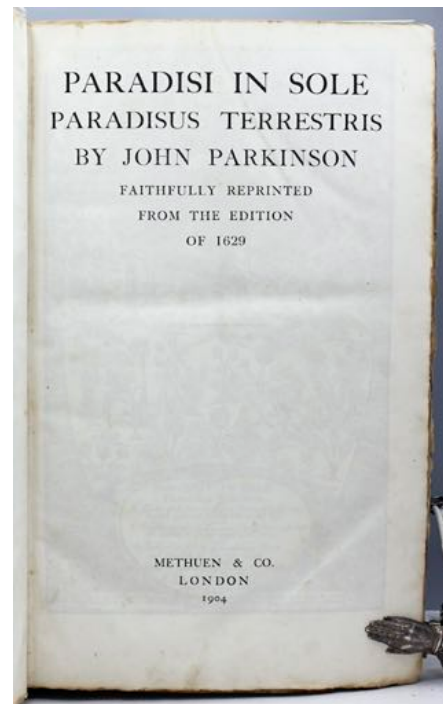 PARADISI IN SOLE
PARADISUS TERRESTRIS
BY JOHN PARKINSON
FAITHFULLY REPRINTED
FROM THE EDITION
OF 1629
METHUEN & CO.
LONDON
1904